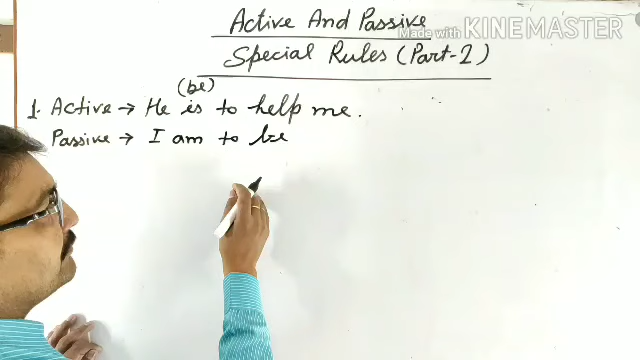 Active And Passive
Made with KINEMASTER
Special Rules (Part-1)
(be)
1. Active → He is to help me.
Passive → I am to be